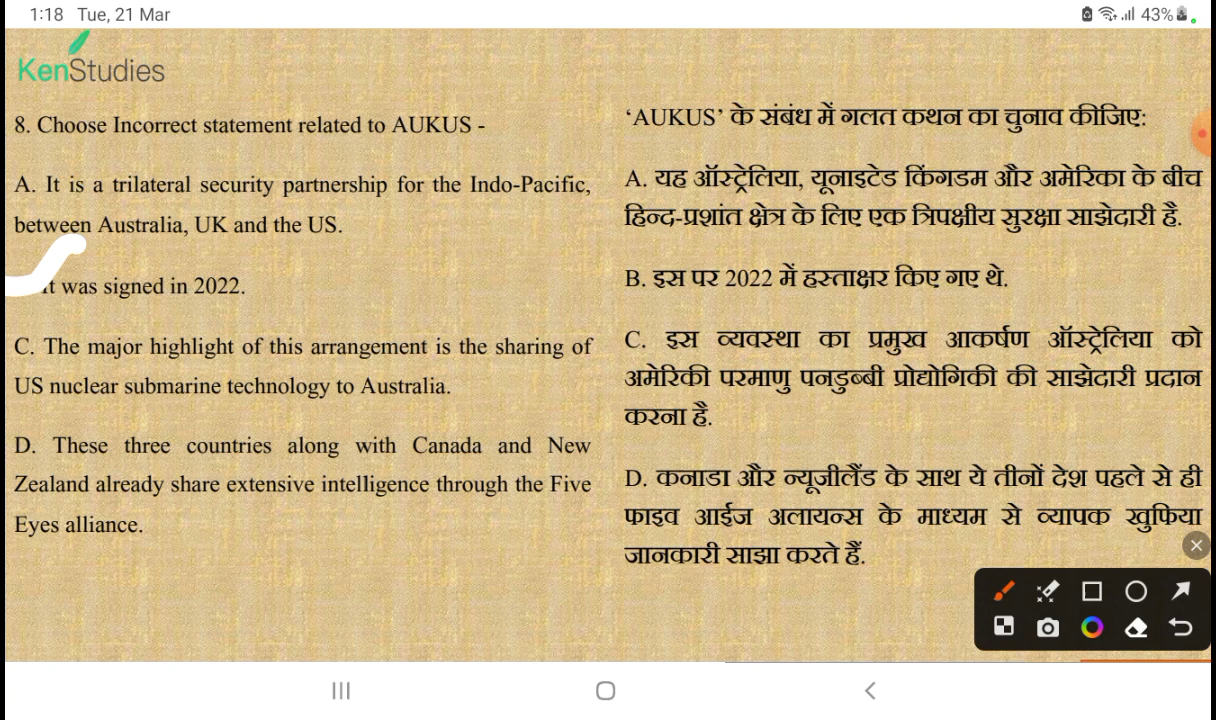 1:18 Tue, 21 Mar
43%
KenStudies
8. Choose Incorrect statement related to AUKUS -
A. It is a trilateral security partnership for the Indo-Pacific,
between Australia, UK and the US.
It was signed in 2022.
C. The major highlight of this arrangement is the sharing of
US nuclear submarine technology to Australia.
D. These three countries along with Canada and New
Zealand already share extensive intelligence through the Five
Eyes alliance.
‘AUKUS’ के संबंध में गलत कथन का चुनाव कीजिए:
A. यह ऑस्ट्रेलिया, यूनाइटेड किंगडम और अमेरिका के बीच
हिन्द-प्रशांत क्षेत्र के लिए एक त्रिपक्षीय सुरक्षा साझेदारी है.
B. इस पर 2022 में हस्ताक्षर किए गए थे.
C. इस व्यवस्था का प्रमुख आकर्षण ऑस्ट्रेलिया को
अमेरिकी परमाणु पनडुब्बी प्रोद्योगिकी की साझेदारी प्रदान
करना है.
D. कनाडा और न्यूजीलैंड के साथ ये तीनों देश पहले से ही
फाइव आईज अलायन्स के माध्यम से व्यापक खुफिया
जानकारी साझा करते हैं.